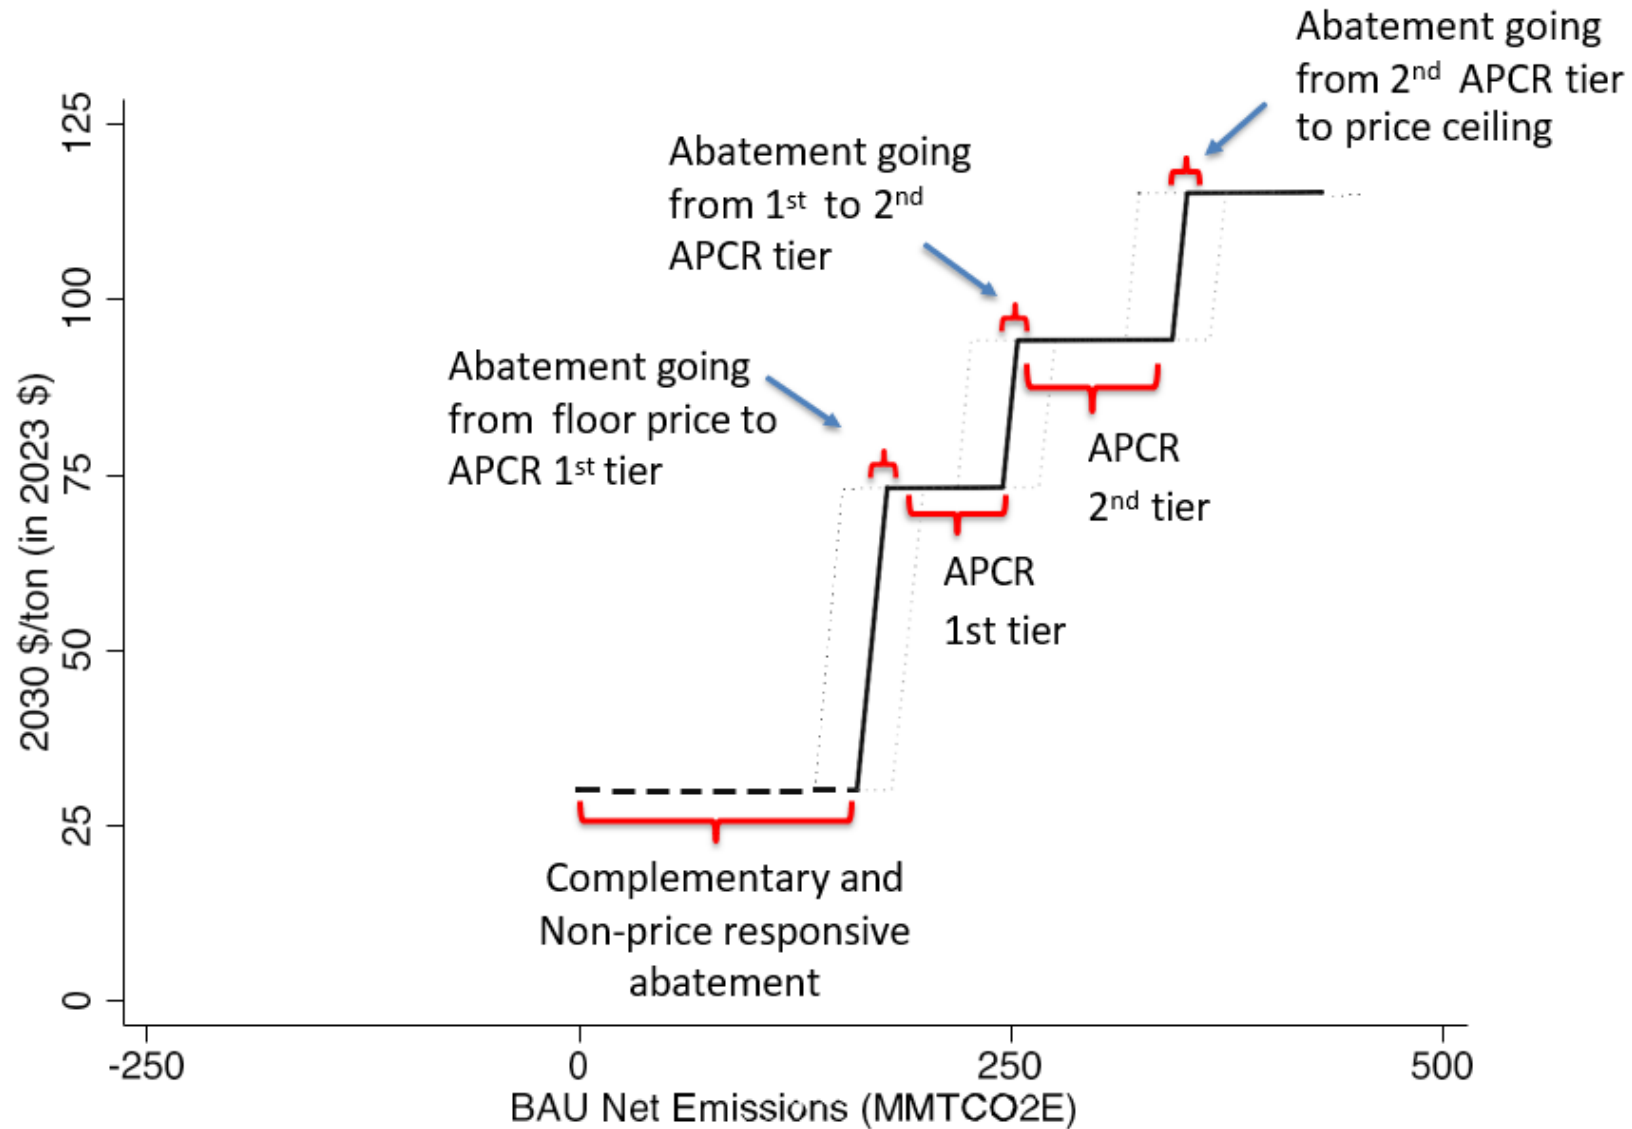 Abatement going
from 2nd APCR tier
to price ceiling
Abatement going
from 1st to 2nd
APCR tier
Abatement going
from floor price to
APCR 1st tier
APCR
2nd tier
APCR
1st tier
Complementary and
Non-price responsive
abatement
2030 $/ton (in 2023 $)
125
100
75
50
25
0
-250
0
250
500
BAU Net Emissions (MMTCO2E)